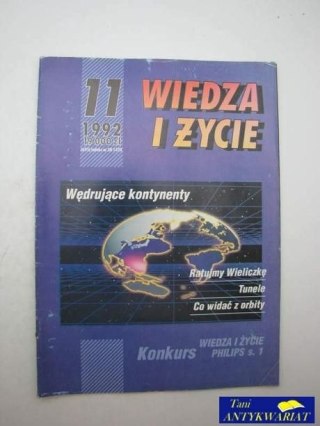 11
1992
WIEDZA
I ŻYCIE
Wędrujące kontynenty
Ratujmy Wieliczkę
Tunele
Co widać z orbity
Konkurs
WIEDZA I ŻYCIE
PHILIPS s. 1
Tani
ANTYKWARIAT